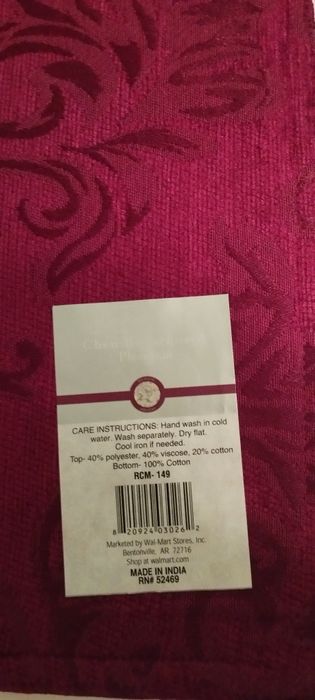 Placemat
CARE INSTRUCTIONS: Hand wash in cold
water. Wash separately. Dry flat.
Cool iron if needed.
Top- 40% polyester, 40% viscose, 20% cotton
Bottom- 100% Cotton
RCM- 149
8 20924 03026 2
Marketed by Wal-Mart Stores, Inc.
Bentonville, AR 72716
Shop at walmart.com
MADE IN INDIA
RN# 52469